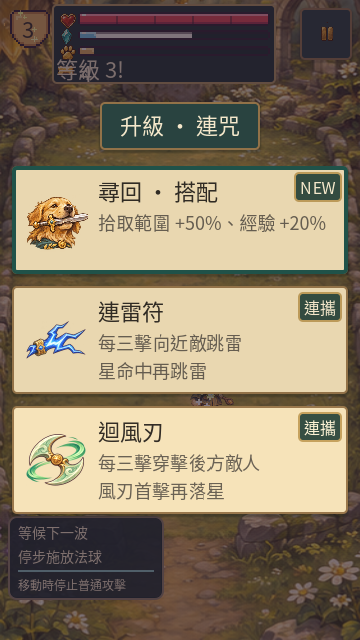 3
等級 3!
升級 · 連咒
尋回 · 搭配
NEW
拾取範圍 +50%、經驗 +20%
連雷符
連攜
每三擊向近敵跳雷
星命中再跳雷
迴風刃
連攜
每三擊穿擊後方敵人
風刃首擊再落星
等候下一波
停步施放法球
移動時停止普通攻擊